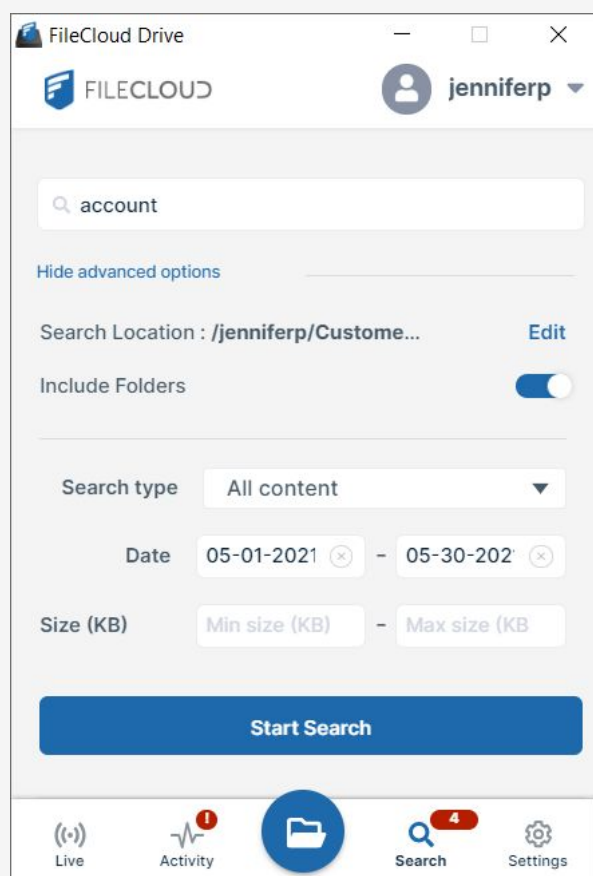 FileCloud Drive
FILECLOUD
jenniferp
account
Hide advanced options
Search Location : /jenniferp/Custome... Edit
Include Folders
Search type All content
Date 05-01-2021 - 05-30-202
Size (KB) Min size (KB) - Max size (KB
Start Search
! 4
Live Activity Search Settings